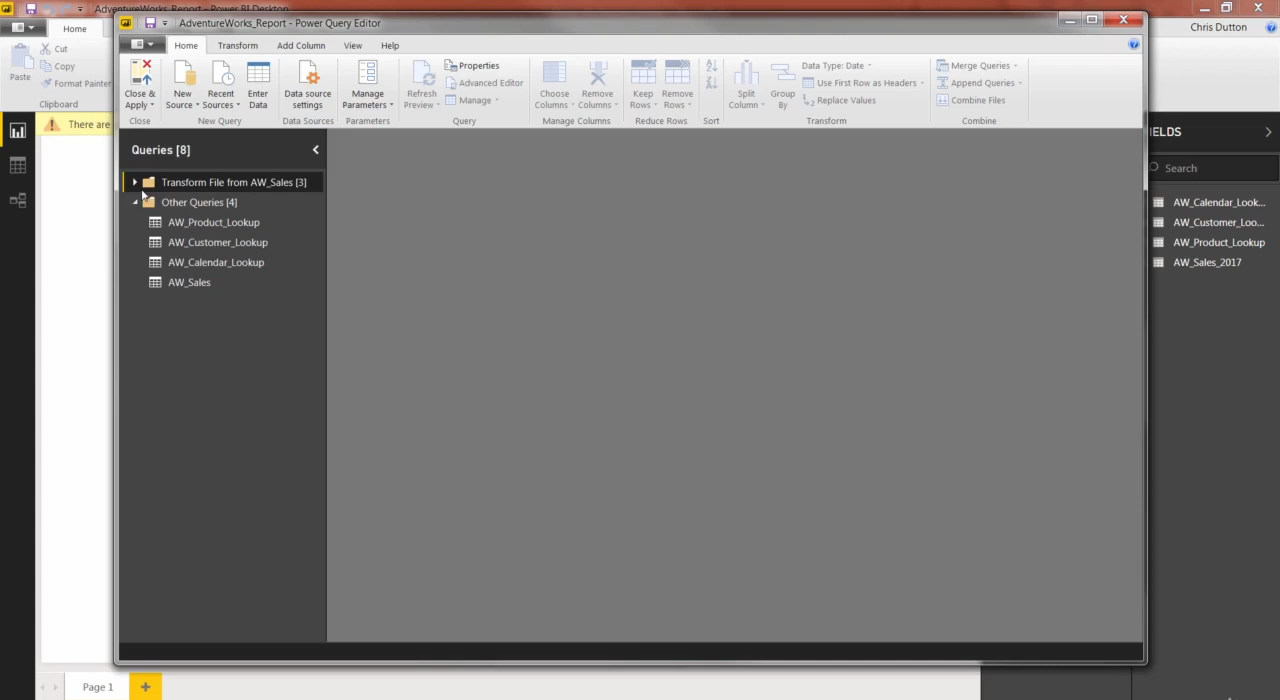 AdventureWorks_Report - Power BI Desktop
AdventureWorks_Report - Power Query Editor
Home
Chris Dutton
Home Transform Add Column View Help
Paste
Cut
Copy
Format Painter
Clipboard
Close & Apply
Close
New Source
Recent Sources
Enter Data
New Query
Data source settings
Data Sources
Manage Parameters
Parameters
Refresh Preview
Properties
Advanced Editor
Manage
Query
Choose Columns
Remove Columns
Manage Columns
Keep Rows
Remove Rows
Reduce Rows
Sort
Split Column
Group By
Data Type: Date
Use First Row as Headers
Replace Values
Transform
Merge Queries
Append Queries
Combine Files
Combine
There are
Queries [8]
Transform File from AW_Sales [3]
Other Queries [4]
AW_Product_Lookup
AW_Customer_Lookup
AW_Calendar_Lookup
AW_Sales
IELDS
Search
AW_Calendar_Look...
AW_Customer_Loo...
AW_Product_Lookup
AW_Sales_2017
Page 1